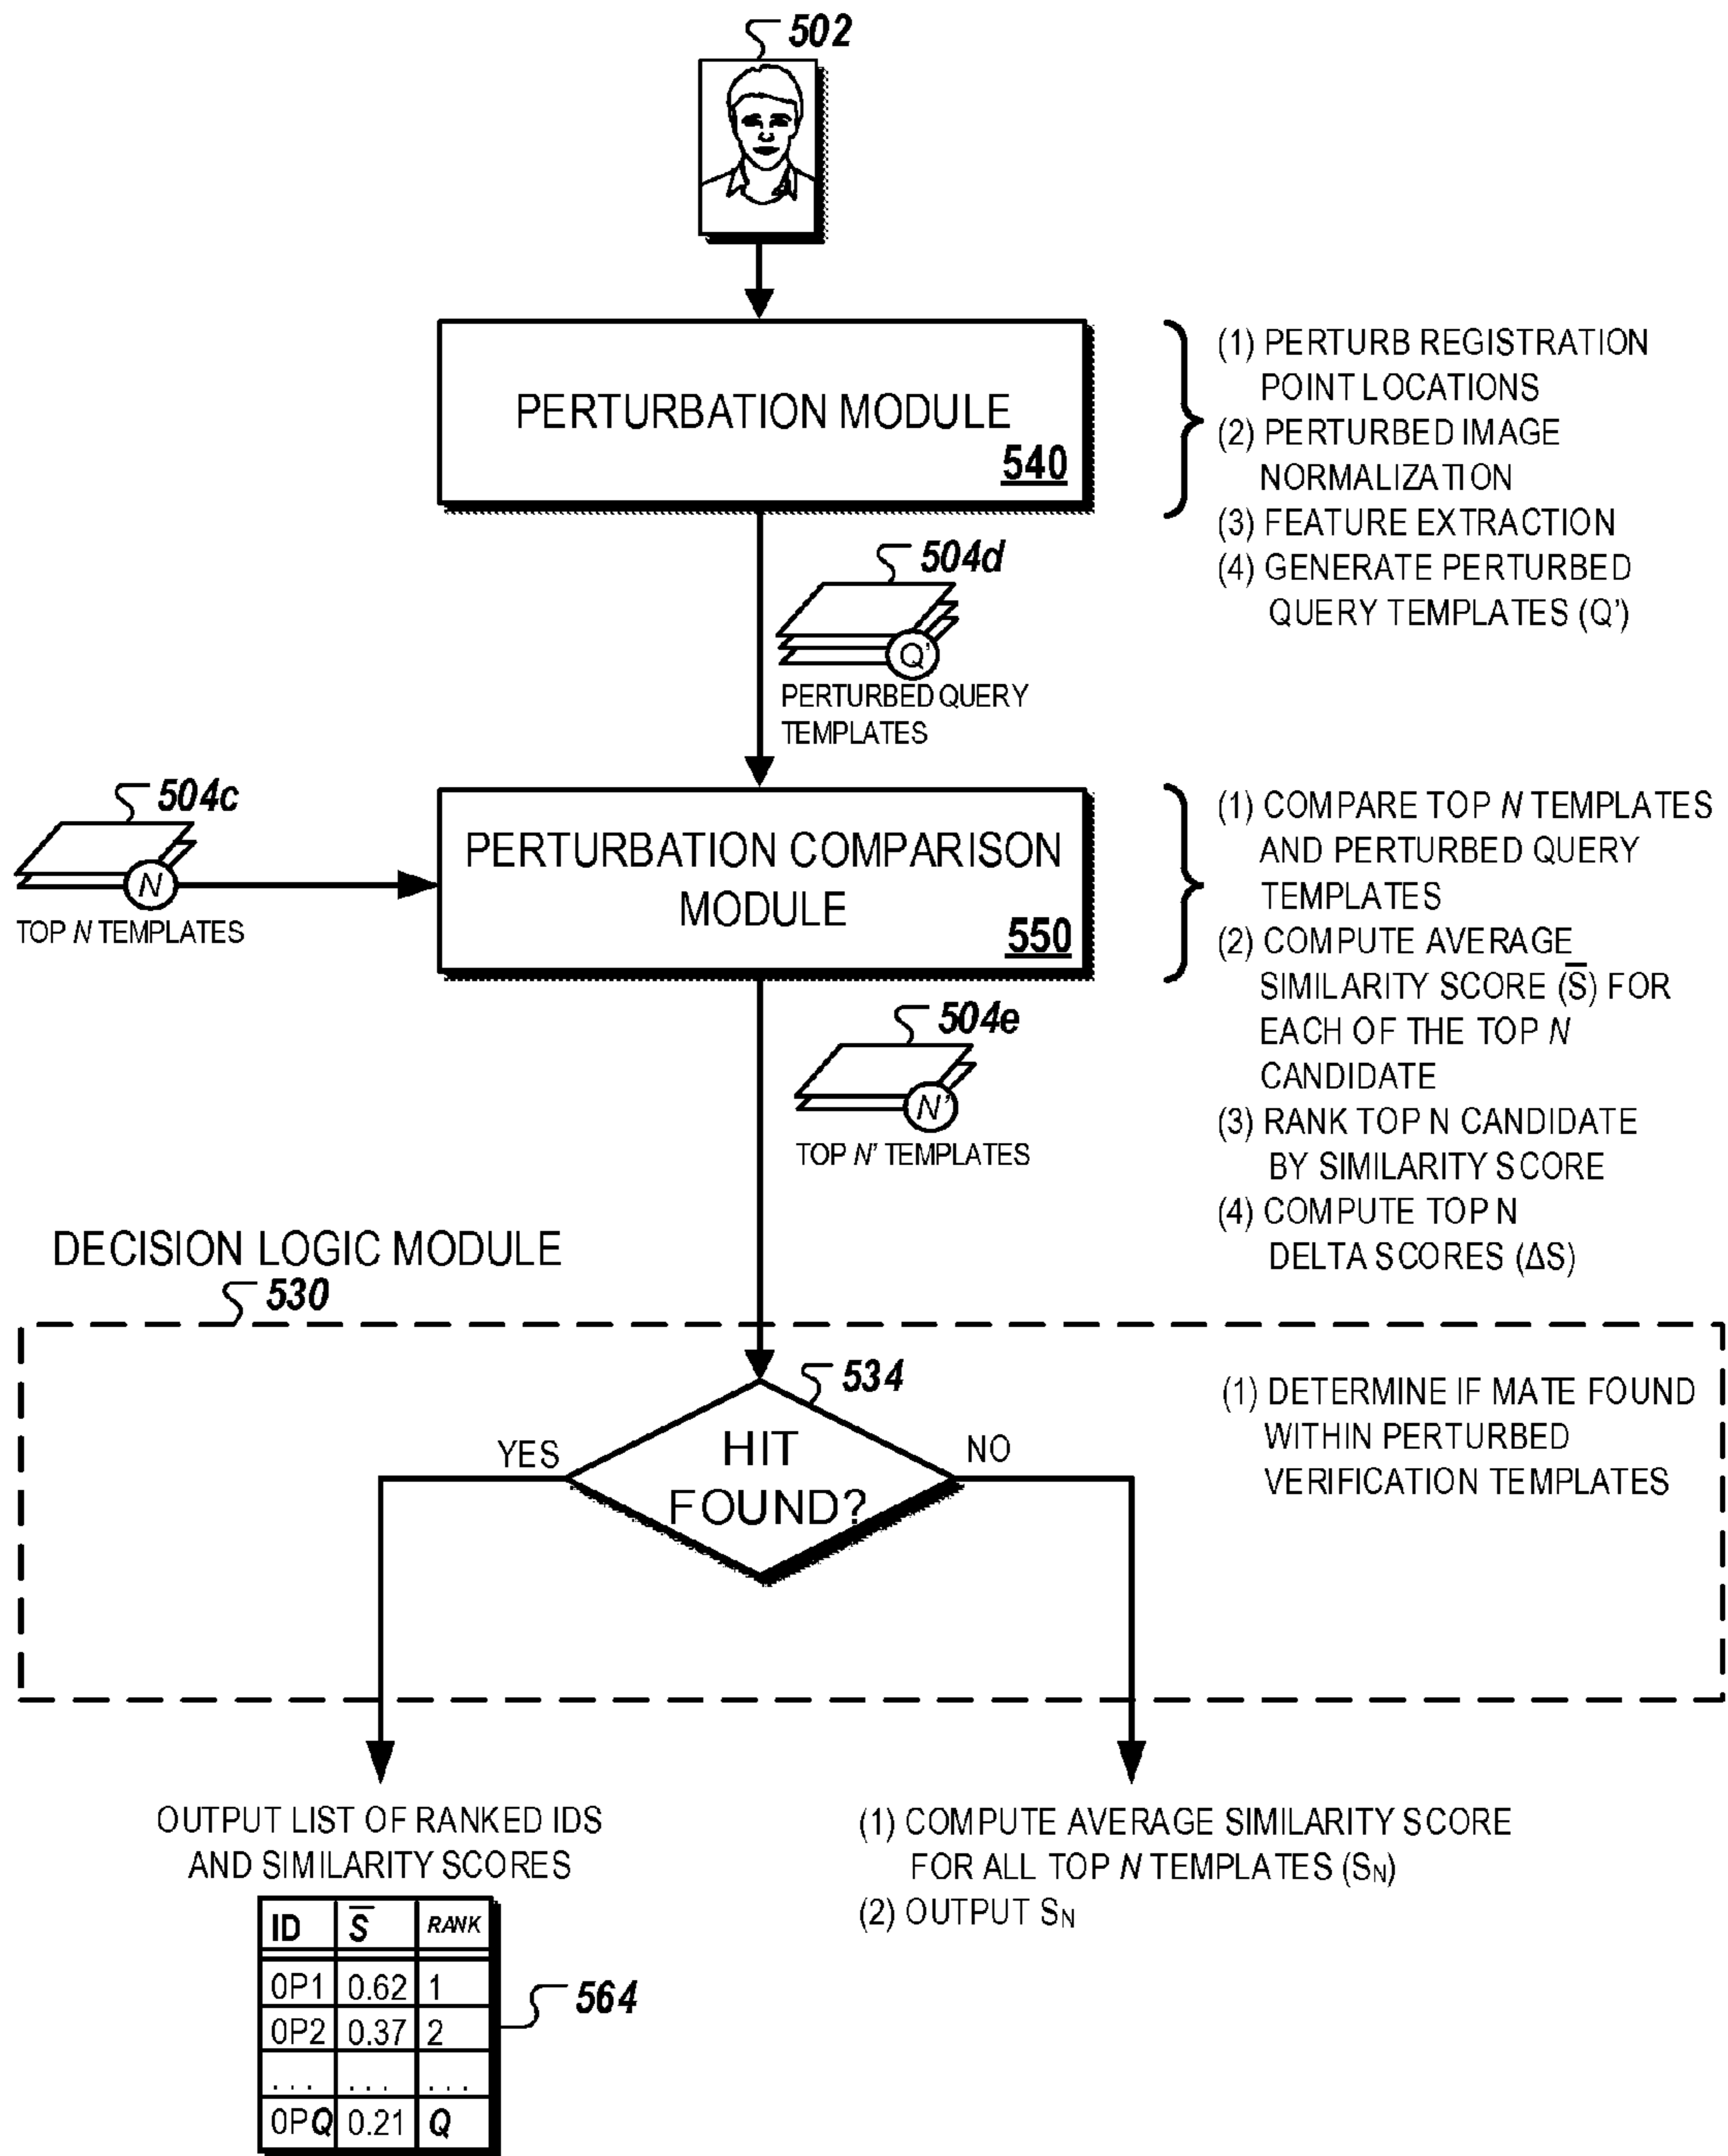 502
PERTURBATION MODULE
540
(1) PERTURB REGISTRATION
POINT LOCATIONS
(2) PERTURBED IMAGE
NORMALIZATION
(3) FEATURE EXTRACTION
(4) GENERATE PERTURBED
QUERY TEMPLATES (Q')
504d
Q'
PERTURBED QUERY
TEMPLATES
504c
N
TOP N TEMPLATES
PERTURBATION COMPARISON
MODULE
550
(1) COMPARE TOP N TEMPLATES
AND PERTURBED QUERY
TEMPLATES
(2) COMPUTE AVERAGE
SIMILARITY SCORE (S̅) FOR
EACH OF THE TOP N
CANDIDATE
(3) RANK TOP N CANDIDATE
BY SIMILARITY SCORE
(4) COMPUTE TOP N
DELTA SCORES (ΔS)
504e
N'
TOP N' TEMPLATES
DECISION LOGIC MODULE
530
534
HIT
FOUND?
YES
NO
(1) DETERMINE IF MATE FOUND
WITHIN PERTURBED
VERIFICATION TEMPLATES
OUTPUT LIST OF RANKED IDS
AND SIMILARITY SCORES
ID S̅ RANK
0P1 0.62 1
0P2 0.37 2
... ... ...
0PQ 0.21 Q
564
(1) COMPUTE AVERAGE SIMILARITY SCORE
FOR ALL TOP N TEMPLATES (SN)
(2) OUTPUT SN